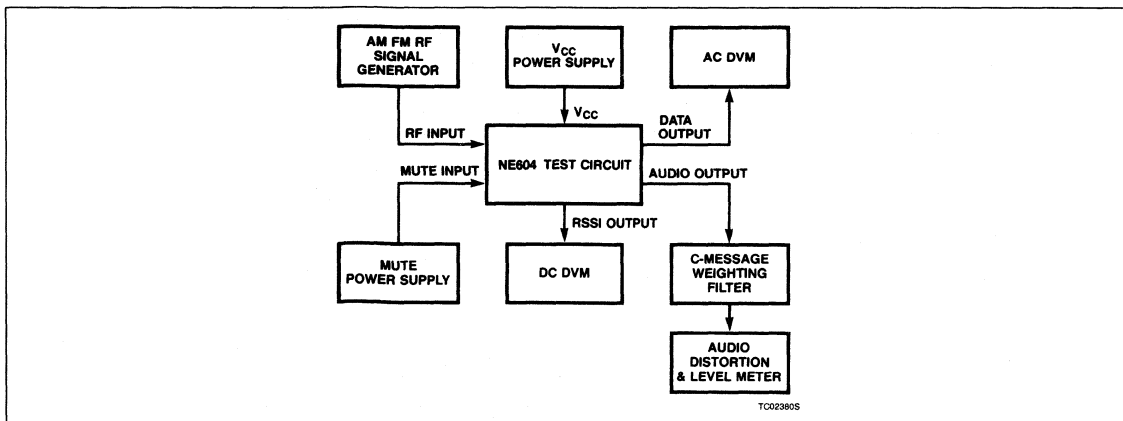 AM FM RF
SIGNAL
GENERATOR
VCC
POWER SUPPLY
AC DVM
RF INPUT
VCC
DATA
OUTPUT
MUTE INPUT
NE604 TEST CIRCUIT
AUDIO OUTPUT
RSSI OUTPUT
MUTE
POWER SUPPLY
DC DVM
C-MESSAGE
WEIGHTING
FILTER
AUDIO
DISTORTION
& LEVEL METER
TC02380S